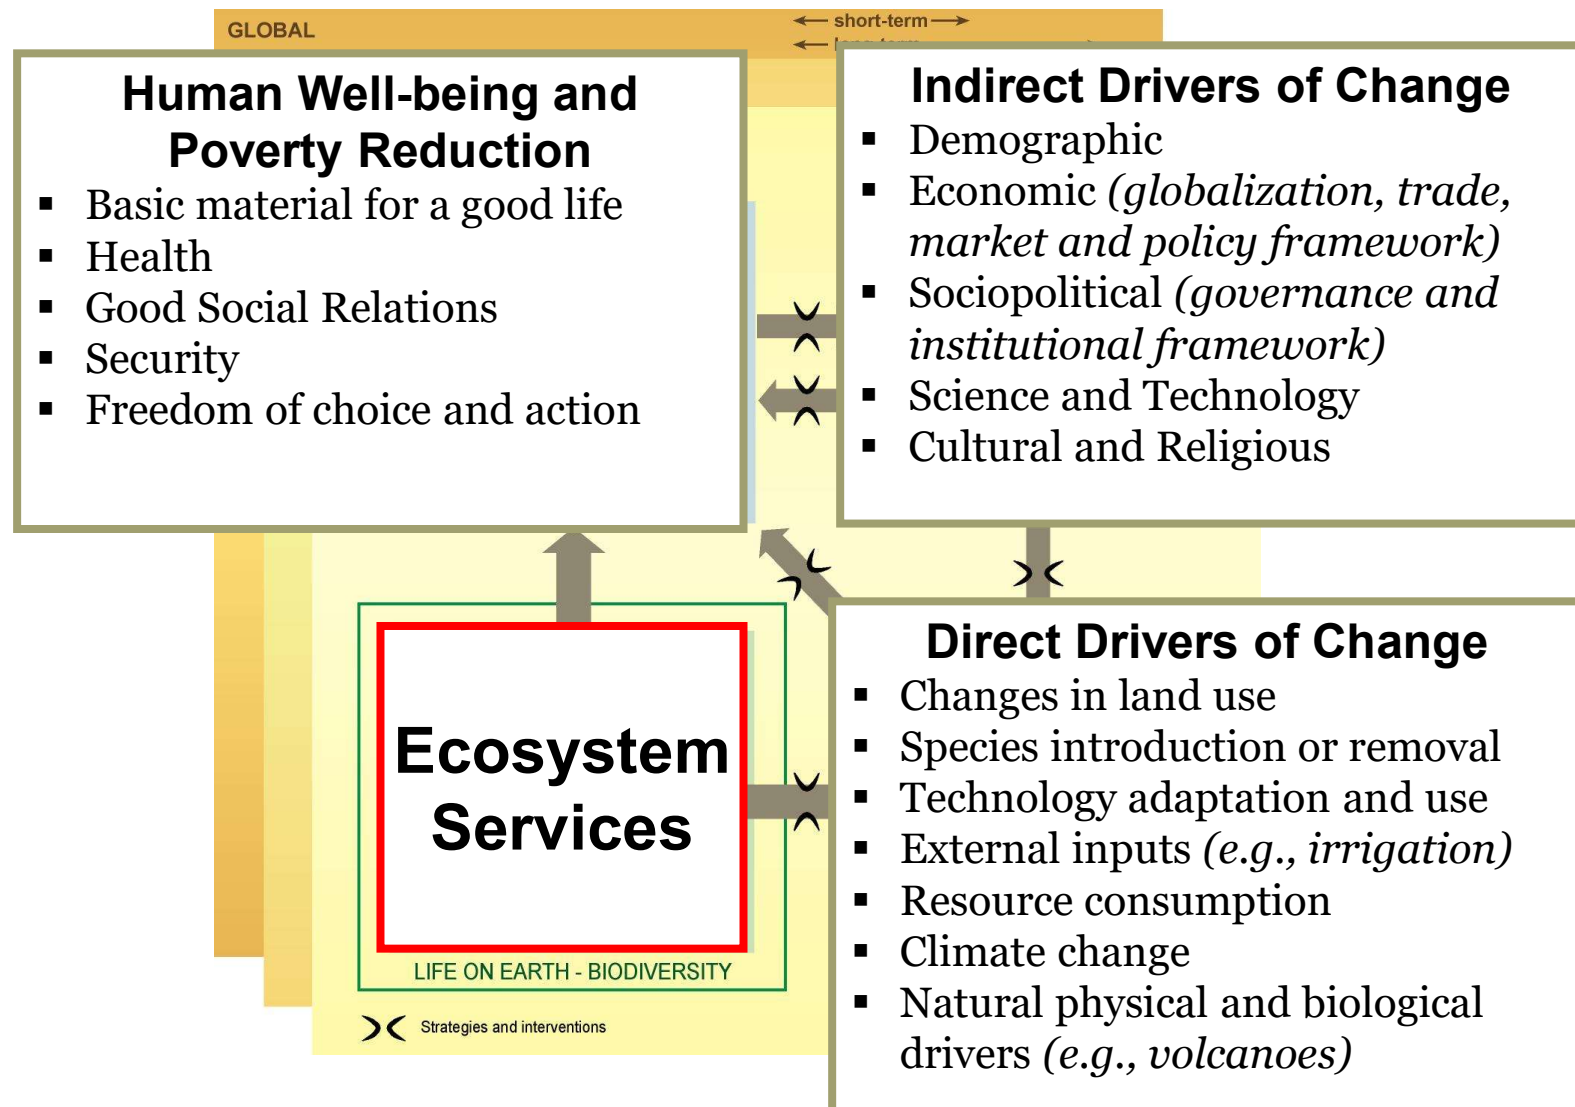 GLOBAL
short-term
Human Well-being and
Poverty Reduction
▪ Basic material for a good life
▪ Health
▪ Good Social Relations
▪ Security
▪ Freedom of choice and action
Indirect Drivers of Change
▪ Demographic
▪ Economic (globalization, trade,
market and policy framework)
▪ Sociopolitical (governance and
institutional framework)
▪ Science and Technology
▪ Cultural and Religious
Ecosystem
Services
LIFE ON EARTH - BIODIVERSITY
Strategies and interventions
Direct Drivers of Change
▪ Changes in land use
▪ Species introduction or removal
▪ Technology adaptation and use
▪ External inputs (e.g., irrigation)
▪ Resource consumption
▪ Climate change
▪ Natural physical and biological
drivers (e.g., volcanoes)